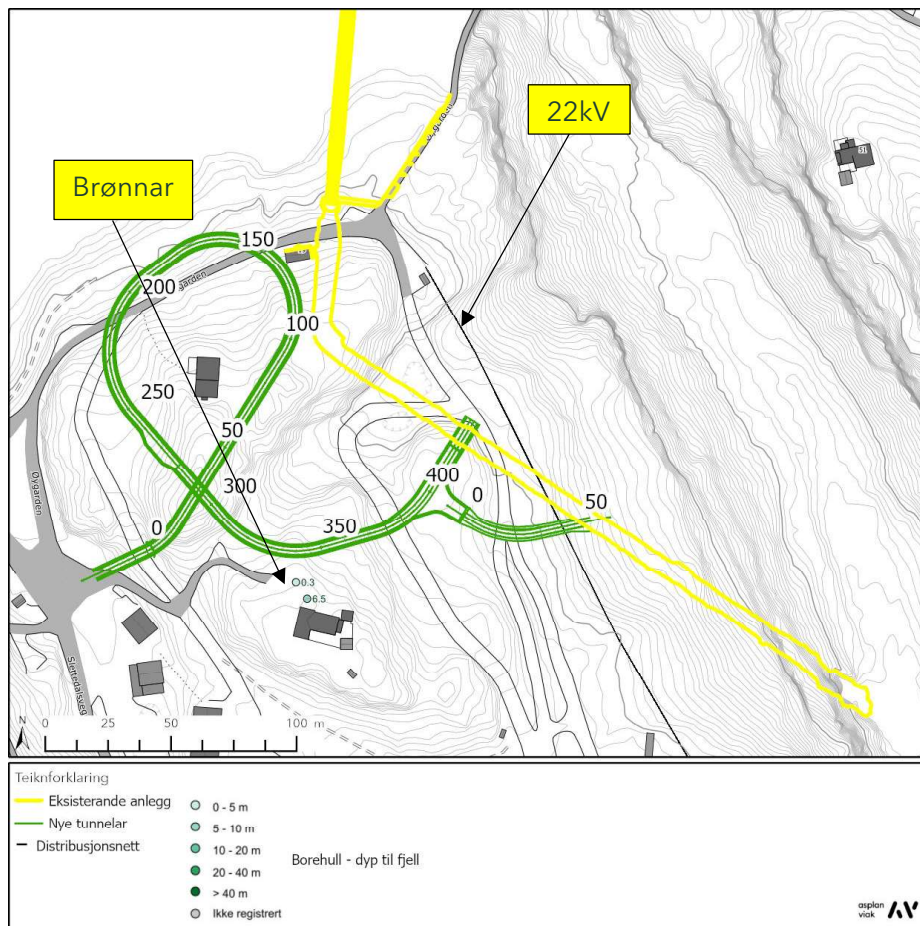 22kV
51
Brønnar
150
200
100
250
50
300
400
0
50
0
350
Øygarden
0.3
6.5
N
0 25 50 100 m
Teiknforklaring
Eksisterande anlegg
Nye tunnelar
Distribusjonsnett
0 - 5 m
5 - 10 m
10 - 20 m
20 - 40 m
> 40 m
Ikke registrert
Borehull - dyp til fjell
asplan
viak